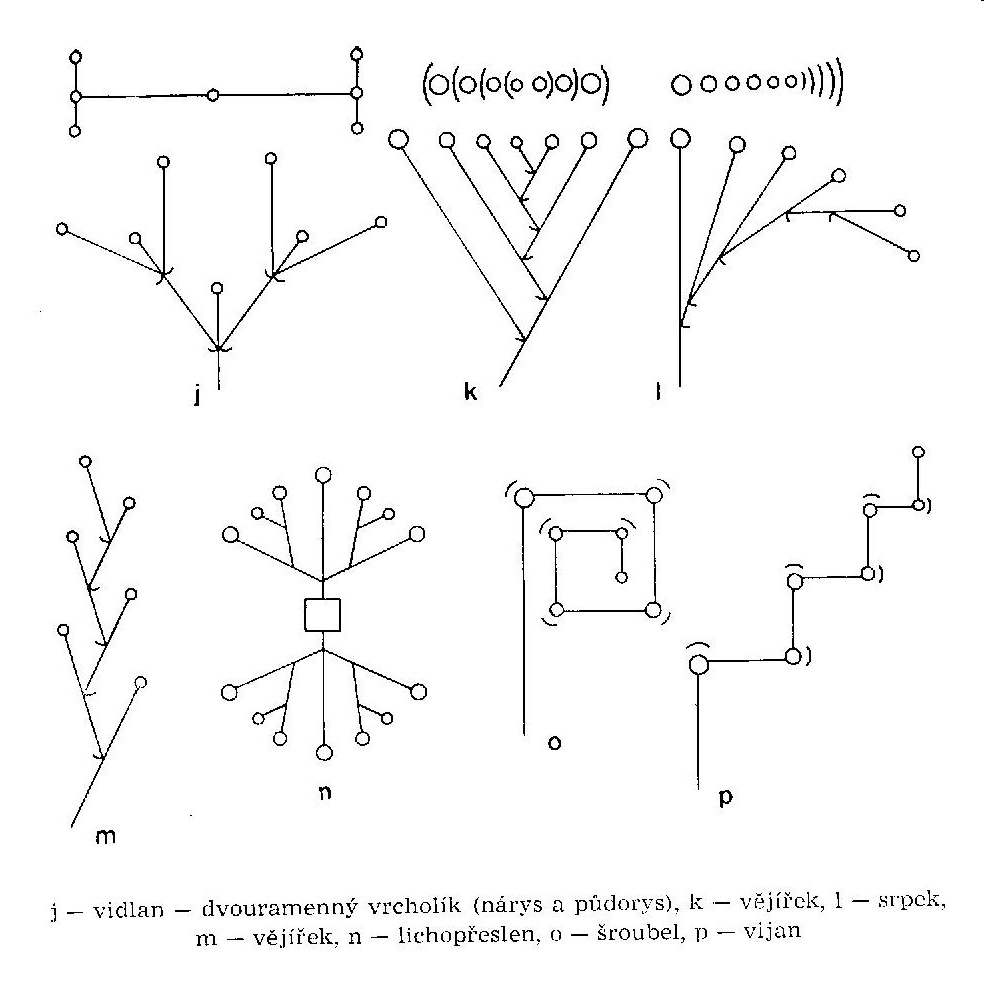 j
k
l
m
n
o
p
j — vidlan — dvouramenný vrcholík (nárys a půdorys), k — vějířek, l — srpek,
m — vějířek, n — lichopřeslen, o — šroubel, p — vijan